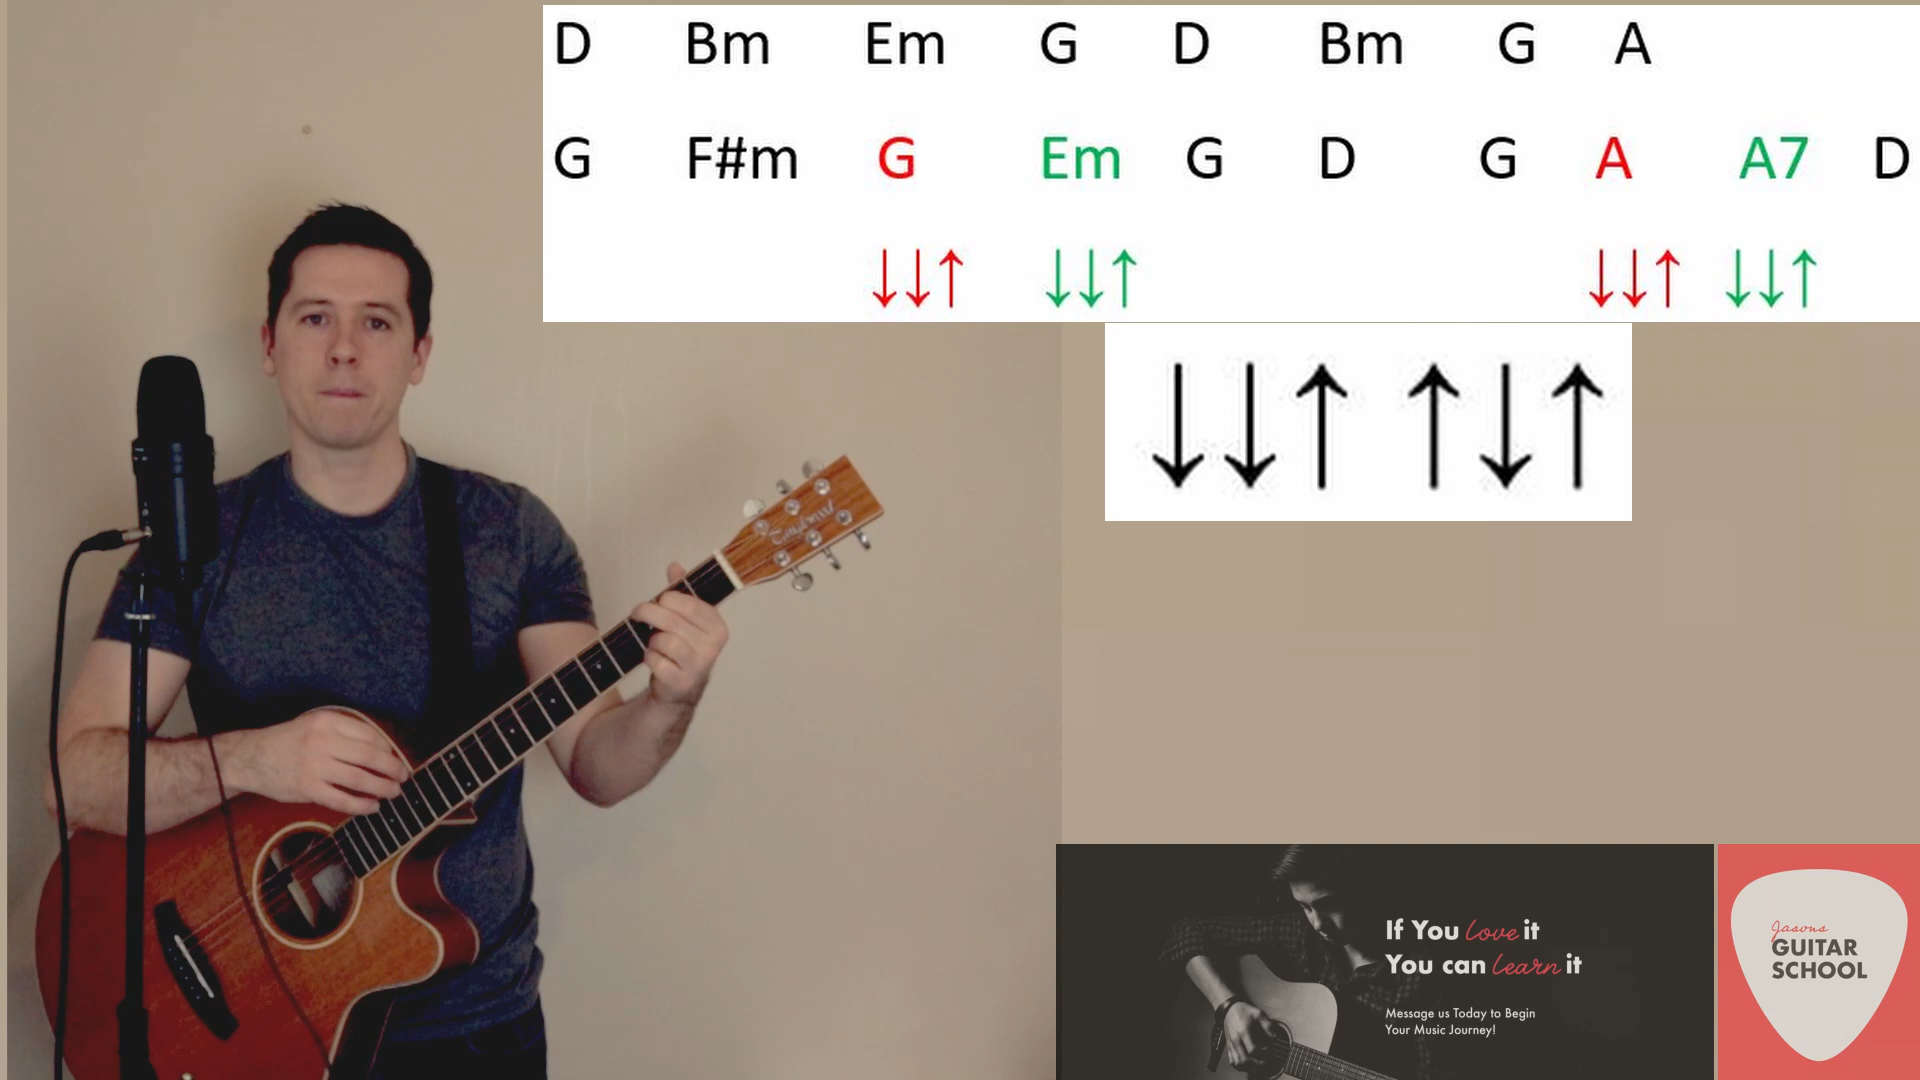 D Bm Em G D Bm G A
G F#m G Em G D G A A7 D
↓↓↑ ↓↓↑ ↓↓↑ ↓↓↑
↓↓↑ ↑↓↑
If You Love it
You can Learn it
Message us Today to Begin
Your Music Journey!
Jasons
GUITAR
SCHOOL